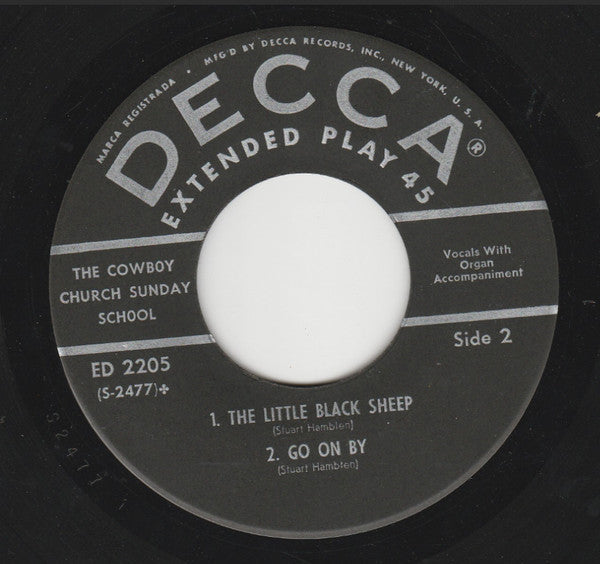 MARCA REGISTRADA • MFG'D BY DECCA RECORDS, INC., NEW YORK, U. S. A.
DECCA®
EXTENDED PLAY 45
THE COWBOY
CHURCH SUNDAY
SCHOOL
Vocals With
Organ
Accompaniment
ED 2205
(S-2477)✤
Side 2
1. THE LITTLE BLACK SHEEP
(Stuart Hamblen)
2. GO ON BY
(Stuart Hamblen)
S 2477 1